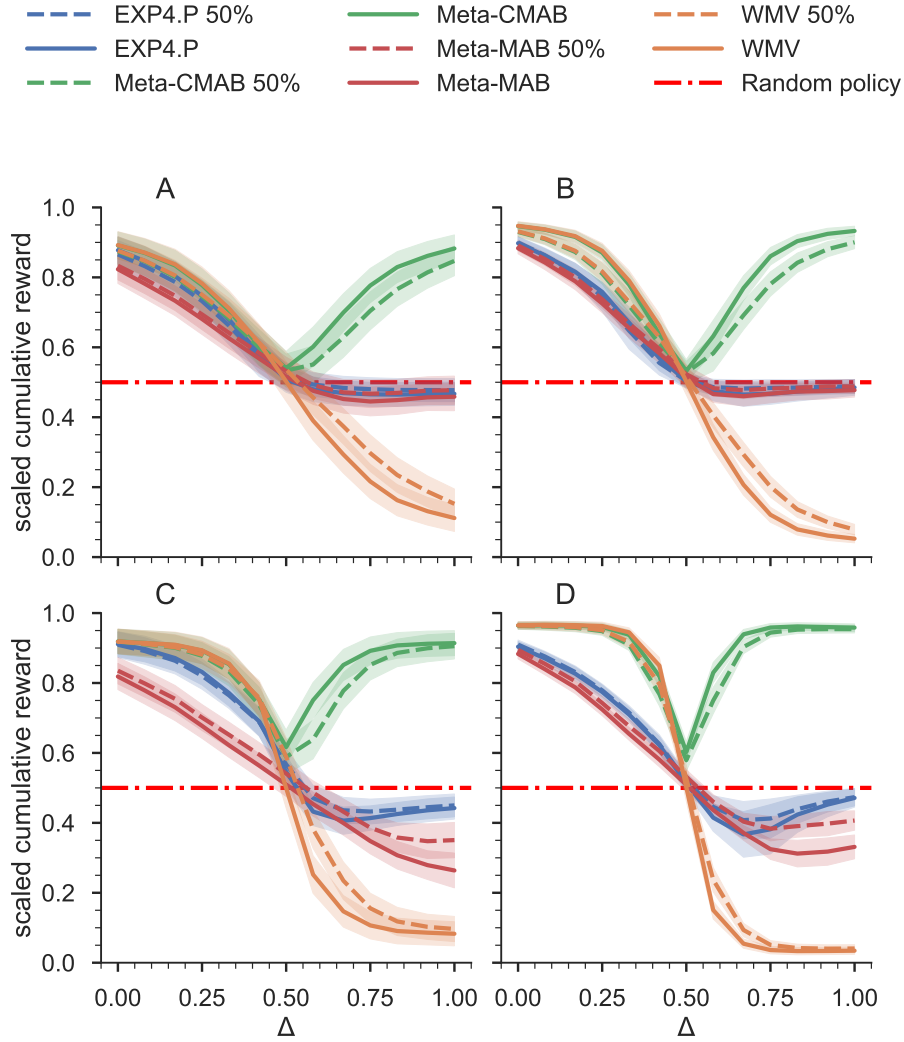 EXP4.P 50% Meta-CMAB WMV 50%
EXP4.P Meta-MAB 50% WMV
Meta-CMAB 50% Meta-MAB Random policy
A B
1.0
0.8
0.6
0.4
0.2
0.0
scaled cumulative reward
C D
1.0
0.8
0.6
0.4
0.2
0.0
scaled cumulative reward
0.00 0.25 0.50 0.75 1.00 0.00 0.25 0.50 0.75 1.00
Δ Δ